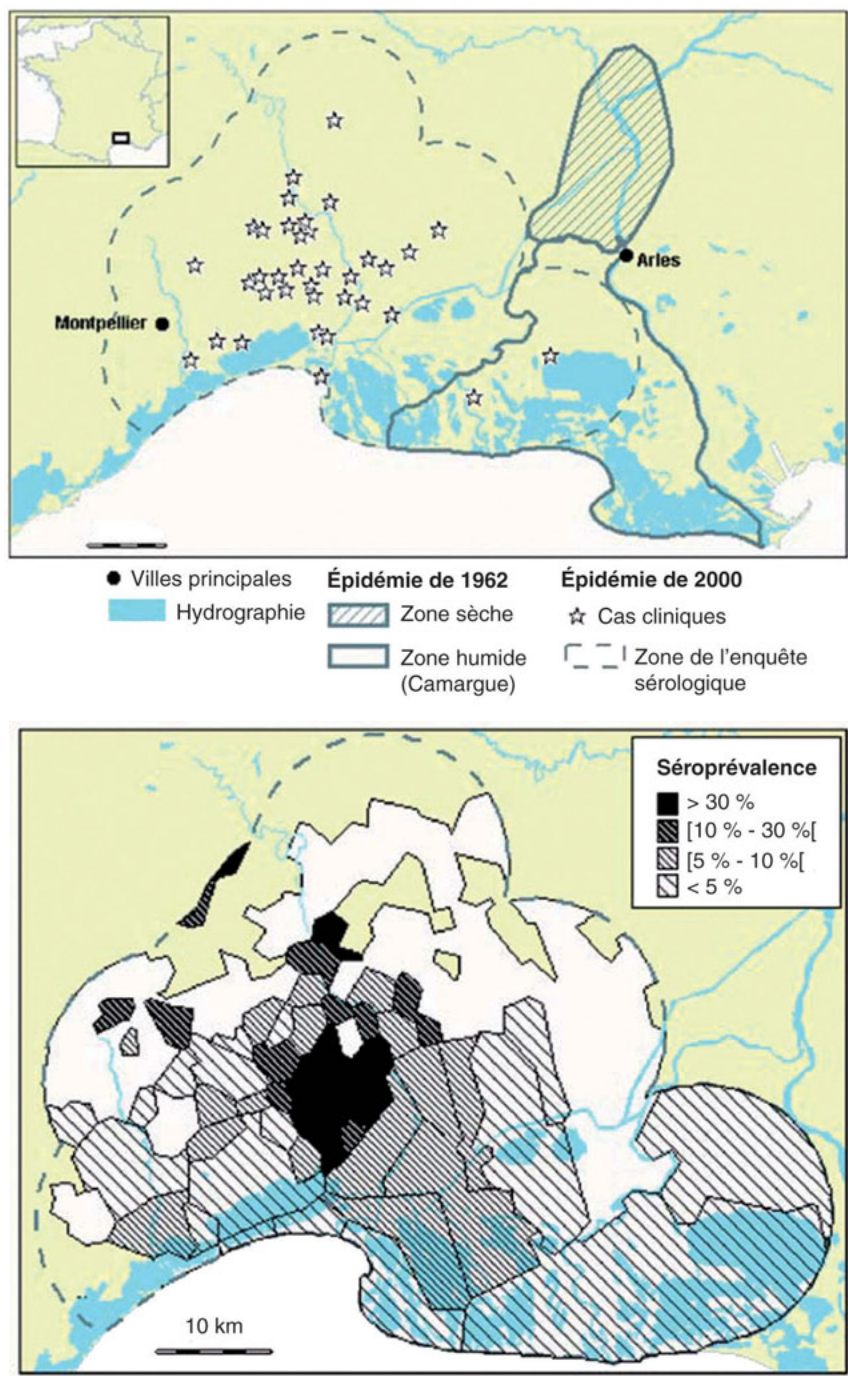 Montpellier
Arles
Villes principales
Hydrographie
Épidémie de 1962
Zone sèche
Zone humide
(Camargue)
Épidémie de 2000
Cas cliniques
Zone de l'enquête
sérologique
Séroprévalence
> 30 %
[10 % - 30 %[
[5 % - 10 %[
< 5 %
10 km